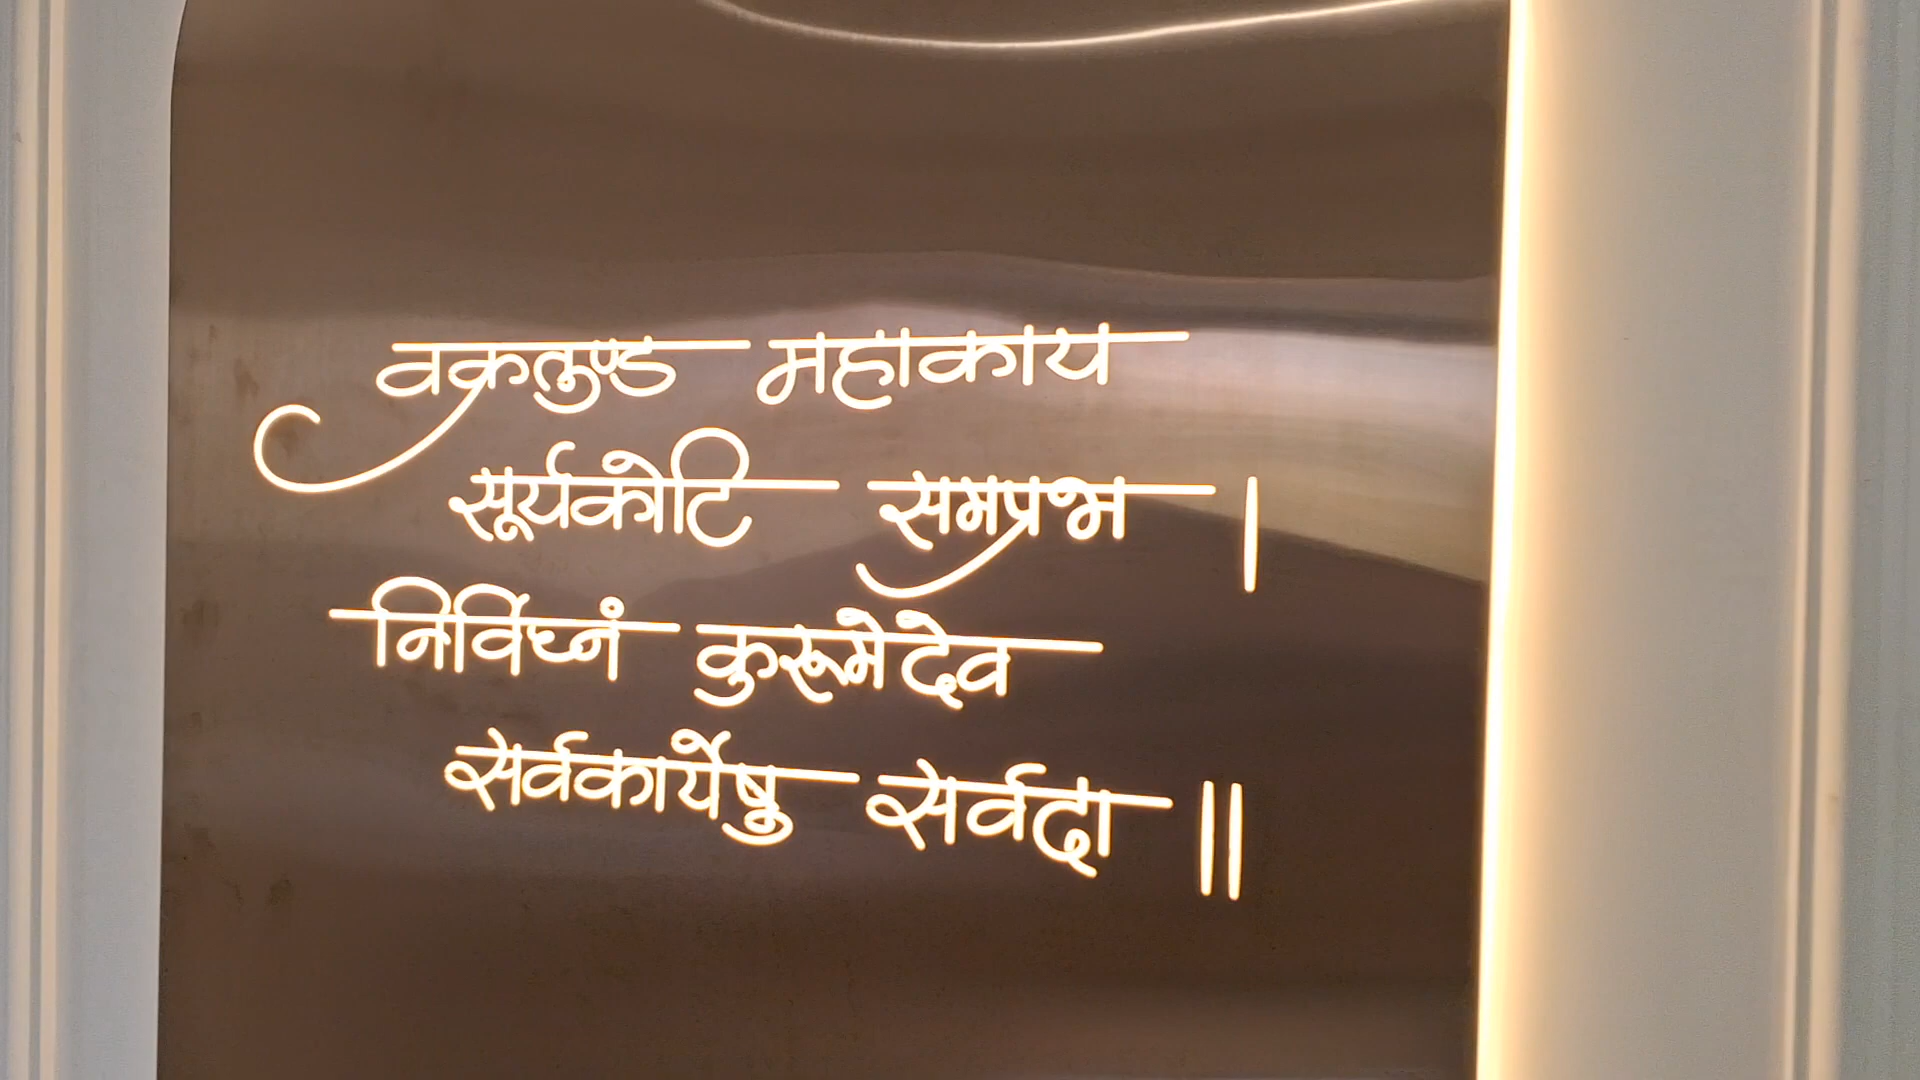 वक्रतुण्ड महाकाय
सूर्यकोटि समप्रभ |
निर्विघ्नं कुरूमेदेव
सर्वकार्येषु सर्वदा ||